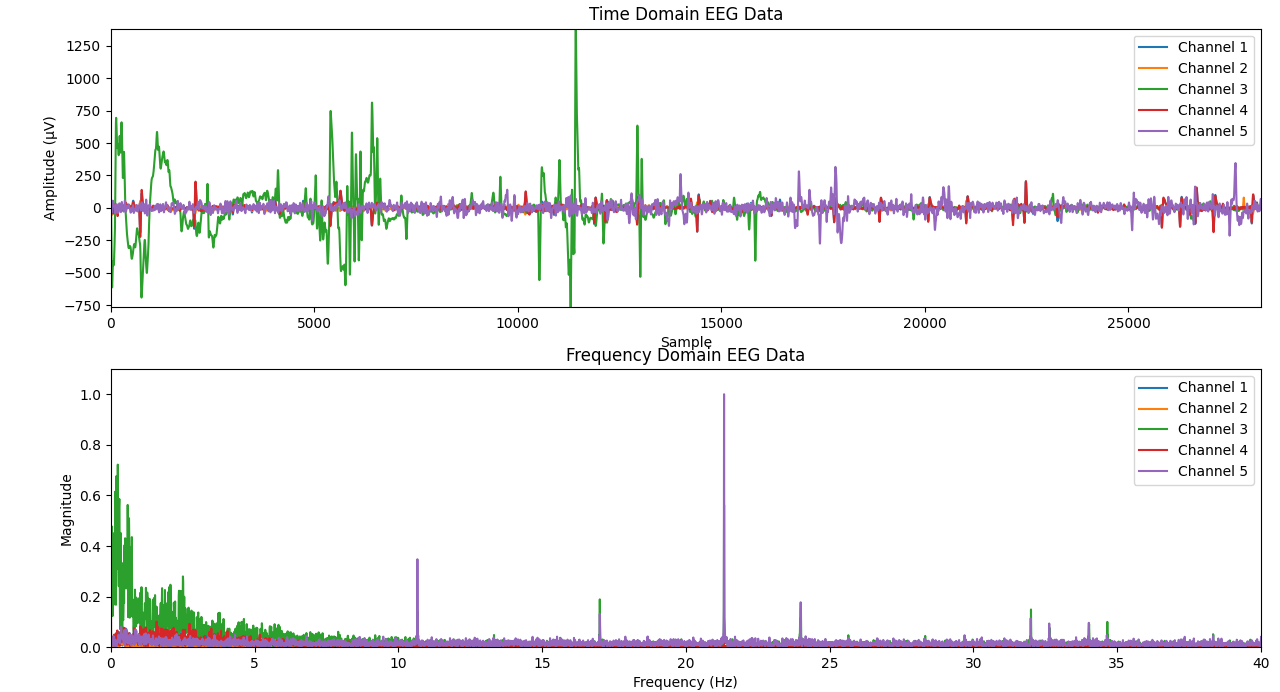 Time Domain EEG Data
Amplitude (µV)
1250
1000
750
500
250
0
−250
−500
−750
Channel 1
Channel 2
Channel 3
Channel 4
Channel 5
0 5000 10000 15000 20000 25000
Sample
Frequency Domain EEG Data
Magnitude
1.0
0.8
0.6
0.4
0.2
0.0
Channel 1
Channel 2
Channel 3
Channel 4
Channel 5
0 5 10 15 20 25 30 35 40
Frequency (Hz)